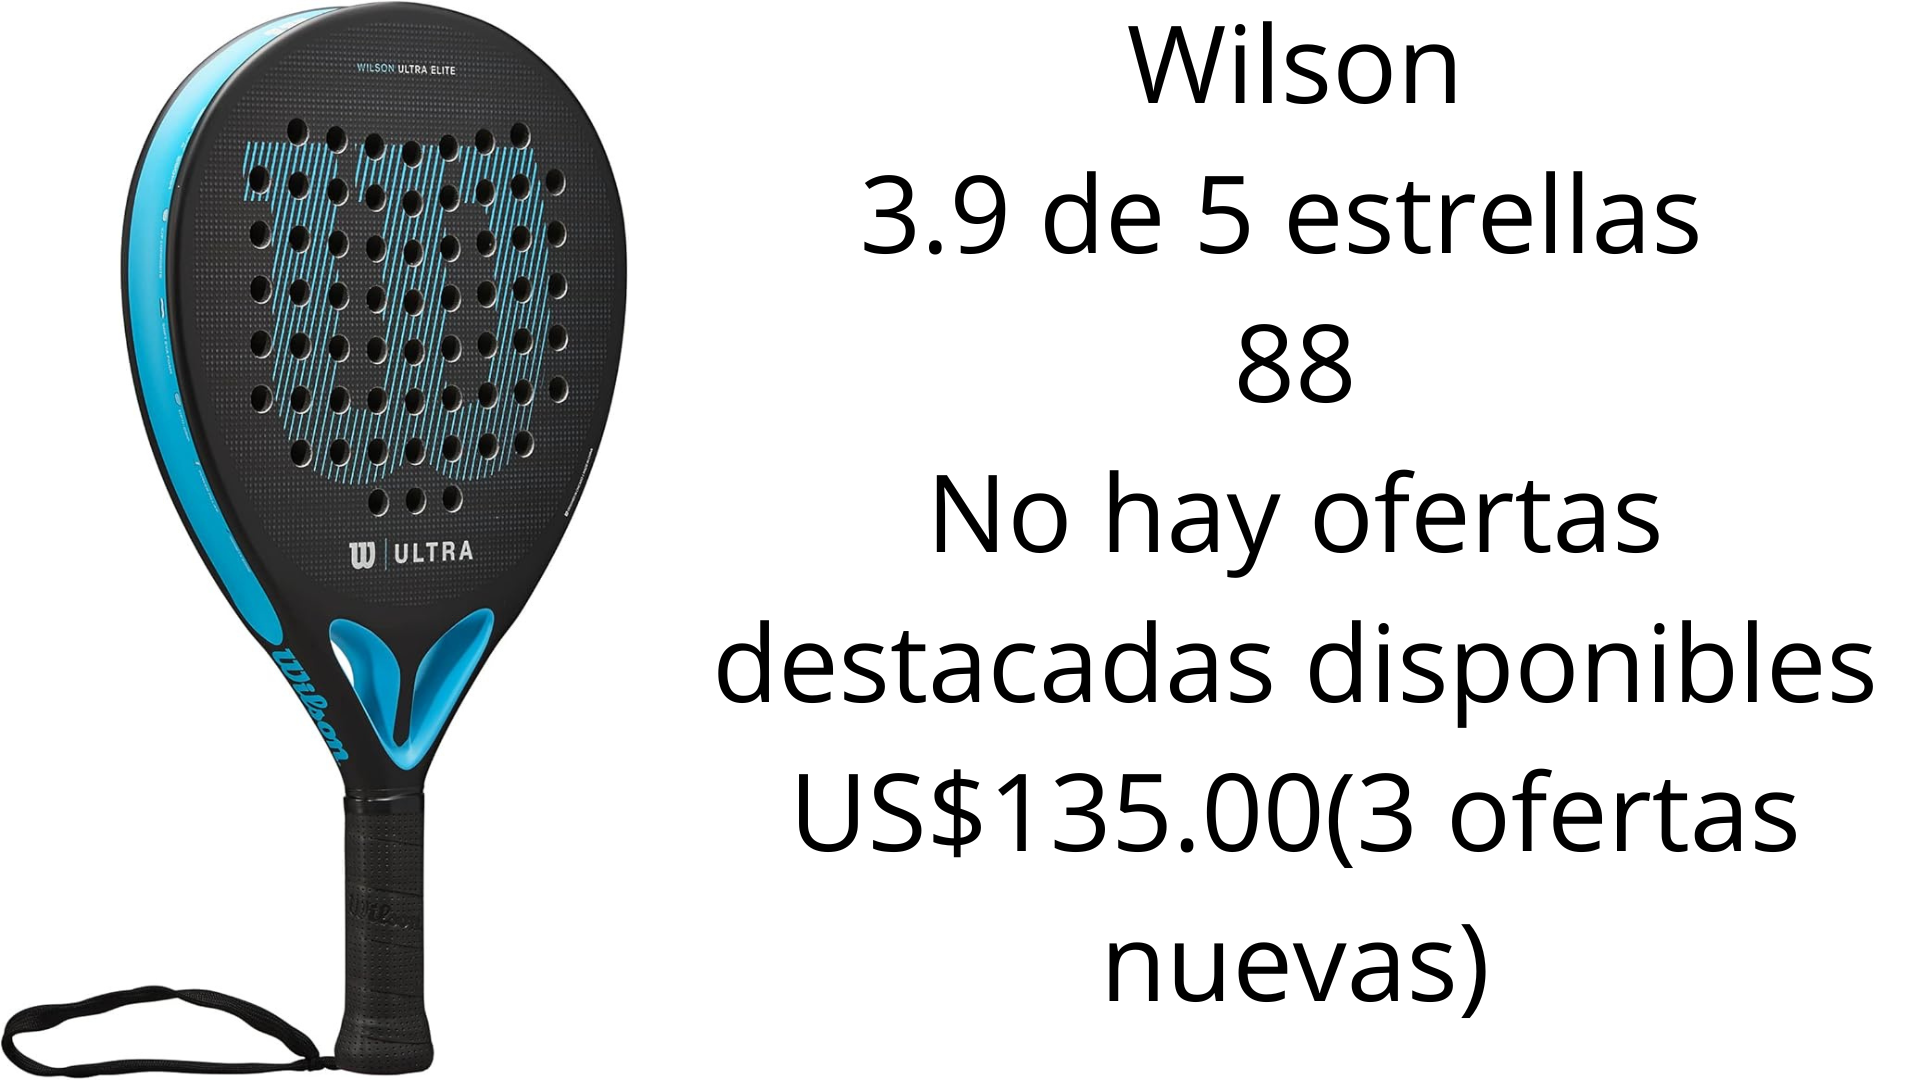 WILSON ULTRA ELITE
W | ULTRA
Wilson
Wilson
Wilson
3.9 de 5 estrellas
88
No hay ofertas
destacadas disponibles
US$135.00(3 ofertas
nuevas)